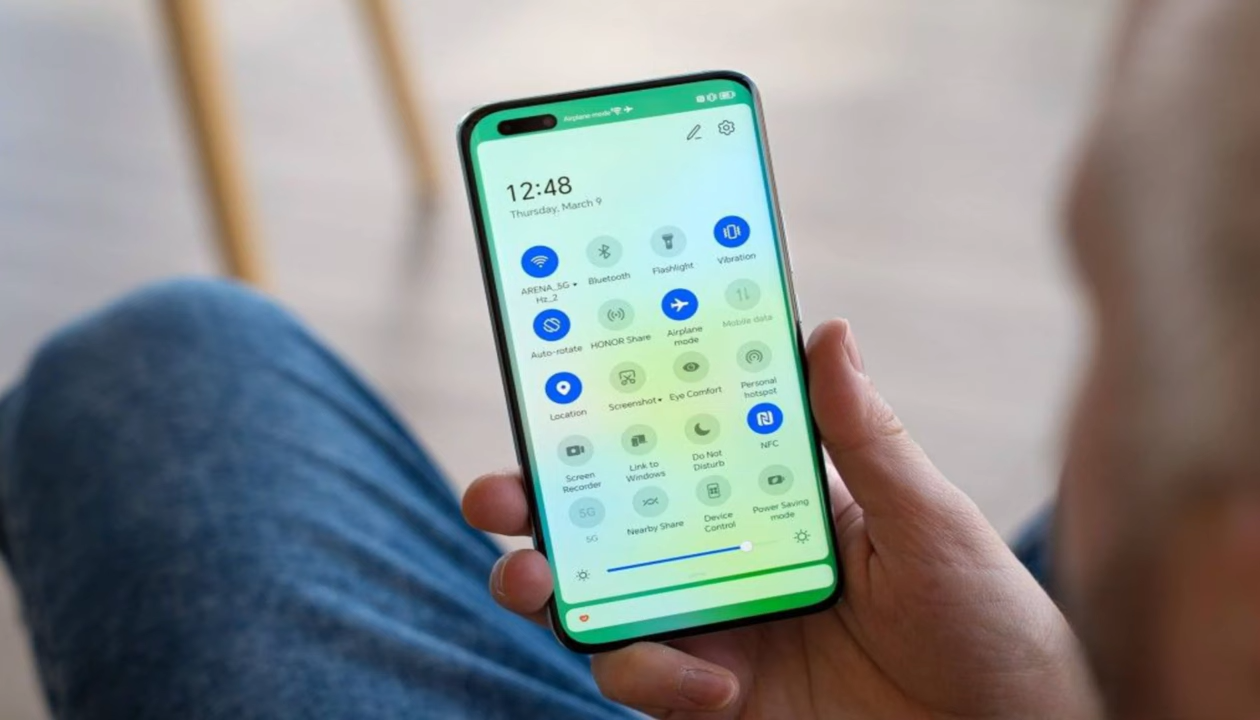 Airplane mode
12:48
Thursday, March 9
ARENA_5G
Hz_2
Bluetooth
Flashlight
Vibration
Auto-rotate
HONOR Share
Airplane
mode
Mobile data
Location
Screenshot
Eye Comfort
Personal
hotspot
Screen
Recorder
Link to
Windows
Do Not
Disturb
NFC
5G
5G
Nearby Share
Device
Control
Power Saving
mode